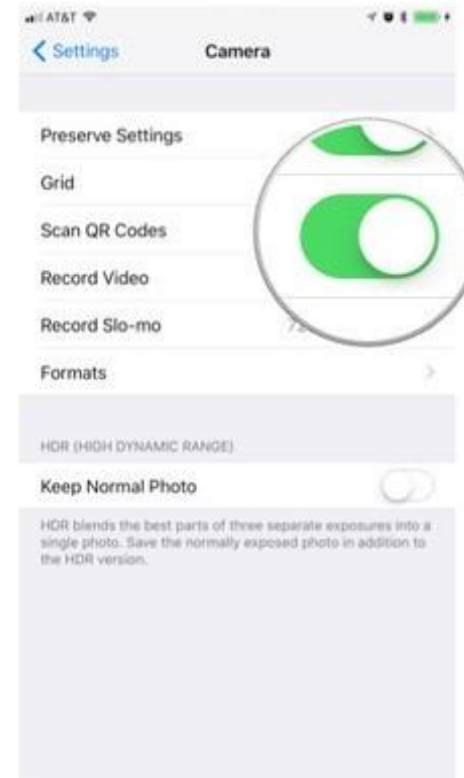 AT&T
Settings
Camera
Preserve Settings
Grid
Scan QR Codes
Record Video
Record Slo-mo
Formats
HDR (HIGH DYNAMIC RANGE)
Keep Normal Photo
HDR blends the best parts of three separate exposures into a
single photo. Save the normally exposed photo in addition to
the HDR version.